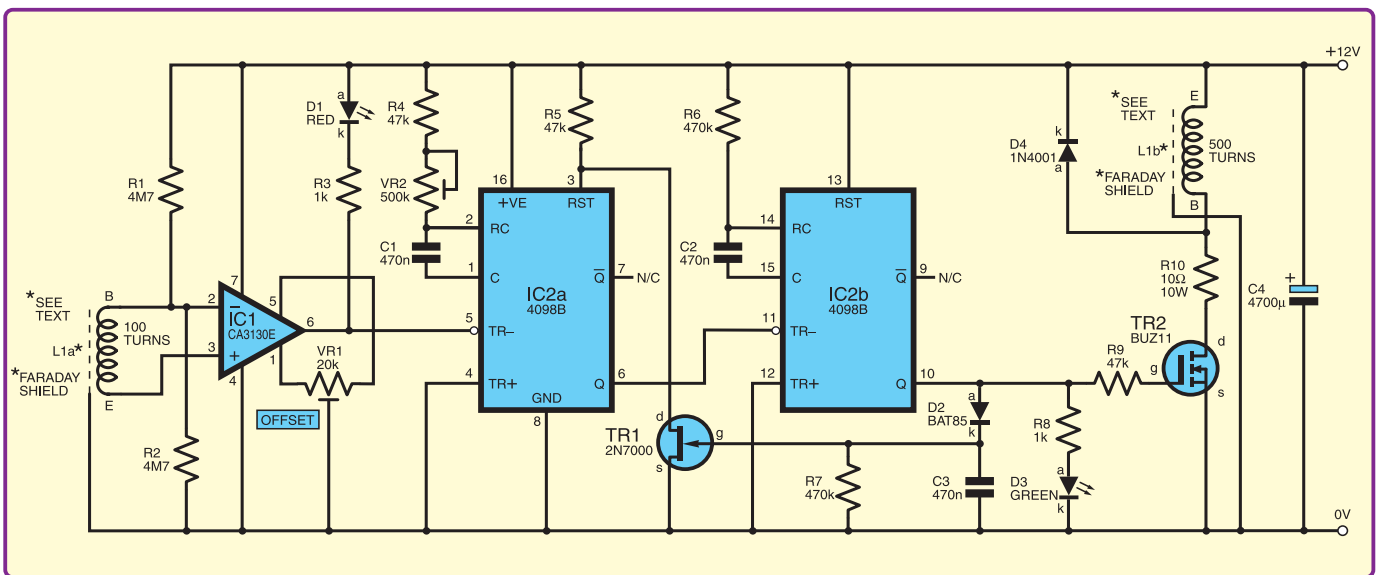 +12V
a
D1
RED
k
R4
47k
R5
47k
R6
470k
*SEE
TEXT
E
L1b*
500
TURNS
*FARADAY
SHIELD
B
k
D4
1N4001
a
R1
4M7
R3
1k
VR2
500k
16
+VE
3
RST
13
RST
2
RC
14
RC
C1
470n
1
C
C2
470n
15
C
Q
7
N/C
Q
9
N/C
IC2a
4098B
IC2b
4098B
R10
10Ω
10W
+
C4
4700µ
*SEE
TEXT
B
100
TURNS
L1a*
*FARADAY
SHIELD
E
2
3
+
7
5
IC1
CA3130E
6
4
1
VR1
20k
OFFSET
5
TR–
11
TR–
4
TR+
6
Q
12
TR+
10
Q
GND
8
TR2
BUZ11
d
g
s
R9
47k
R2
4M7
TR1
2N7000
d
g
s
a
D2
BAT85
k
R8
1k
R7
470k
C3
470n
a
D3
GREEN
k
0V